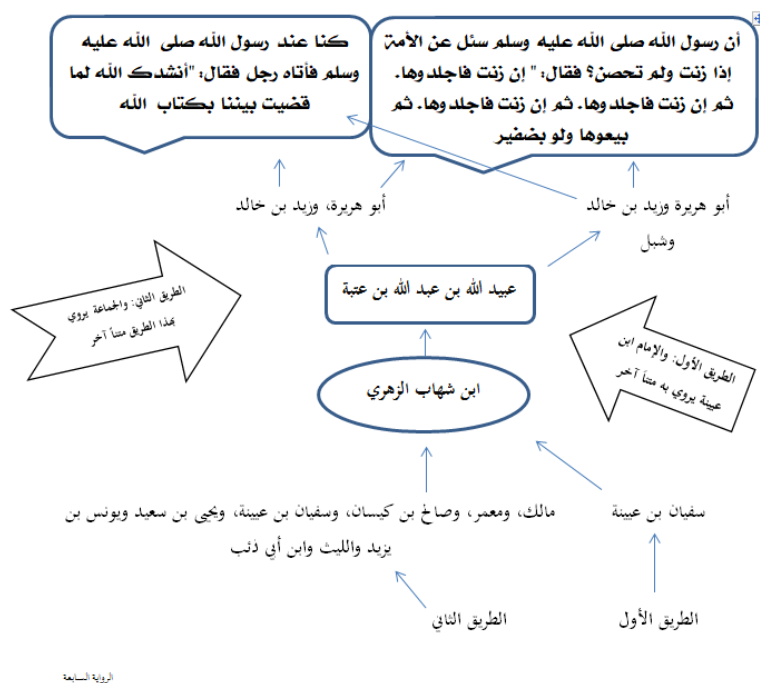 أن رسول الله صلى الله عليه وسلم سئل عن الأمة
إذا زنت ولم تحصن؟ فقال: " إن زنت فاجلدوها.
ثم إن زنت فاجلدوها. ثم إن زنت فاجلدوها. ثم
بيعوها ولو بضفير
كنا عند رسول الله صلى الله عليه
وسلم فأتاه رجل فقال: "أنشدك الله لما
قضيت بيننا بكتاب الله
أبو هريرة وزيد بن خالد
وشبل
أبو هريرة، وزيد بن خالد
عبيد الله بن عبد الله بن عتبة
الطريق الأول: والإمام ابن
عيينة يروي به متناً آخر
الطريق الثاني: والجماعة يروي
بهذا الطريق متناً آخر
ابن شهاب الزهري
سفيان بن عيينة
مالك، ومعمر، وصالح بن كيسان، وسفيان بن عيينة، ويحيى بن سعيد ويونس بن
يزيد والليث وابن أبي ذئب
الطريق الأول
الطريق الثاني
الرواية السابعة